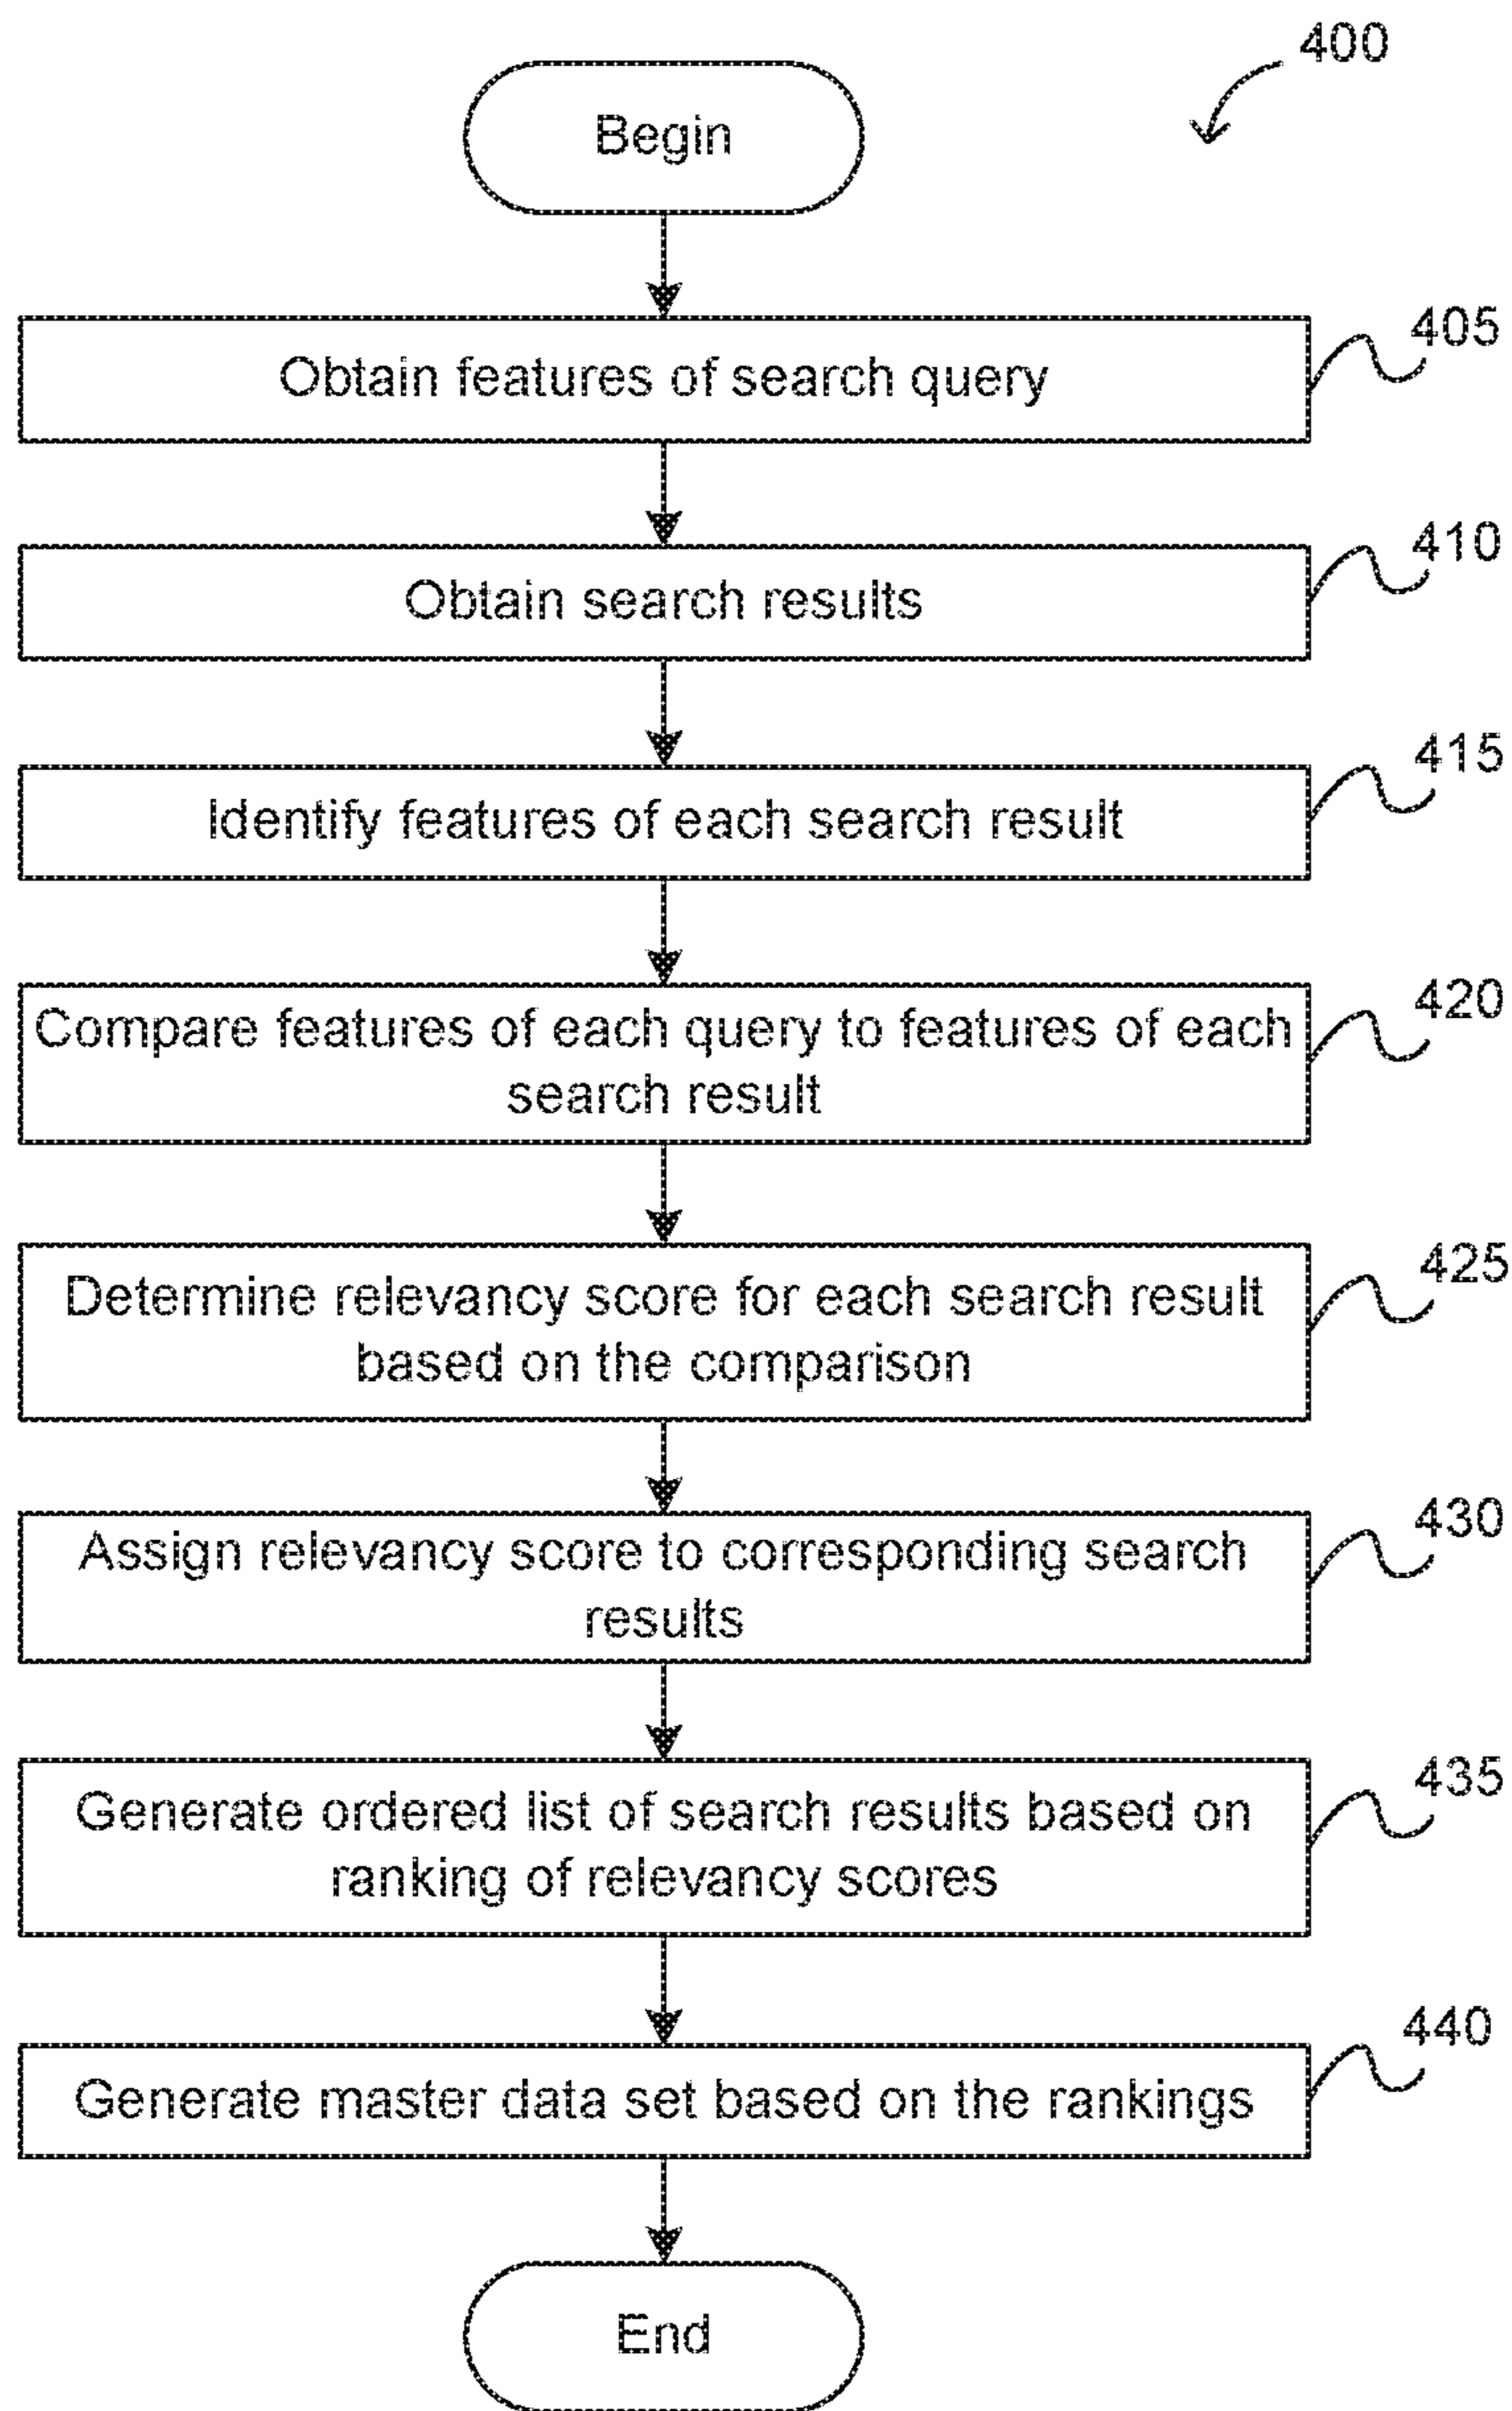 400
Begin
405
Obtain features of search query
410
Obtain search results
415
Identify features of each search result
420
Compare features of each query to features of each
search result
425
Determine relevancy score for each search result
based on the comparison
430
Assign relevancy score to corresponding search
results
435
Generate ordered list of search results based on
ranking of relevancy scores
440
Generate master data set based on the rankings
End